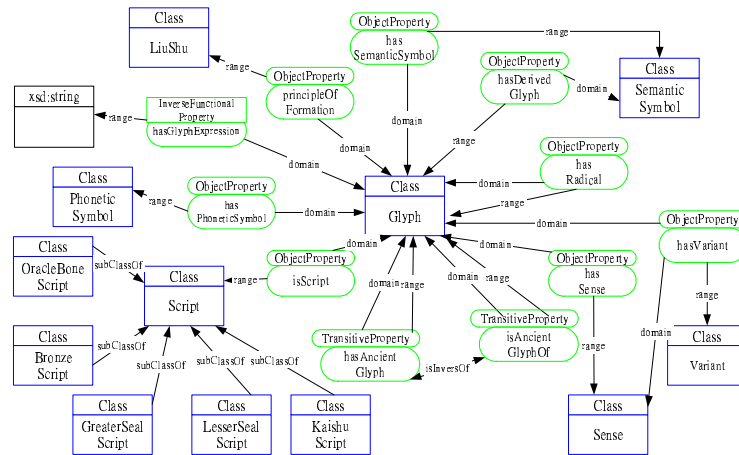 Class
LiuShu
ObjectProperty
has
SemanticSymbol
range
range
ObjectProperty
principleOf
Formation
ObjectProperty
hasDerived
Glyph
domain
Class
Semantic
Symbol
xsd:string
range
InverseFunctional
Property
hasGlyphExpression
domain
domain
domain
range
ObjectProperty
has
Radical
Class
Phonetic
Symbol
range
ObjectProperty
has
PhoneticSymbol
domain
Class
Glyph
domain
range
domain
ObjectProperty
hasVariant
Class
OracleBone
Script
subClassOf
Class
Script
range
ObjectProperty
isScript
domain
domain
ObjectProperty
has
Sense
domain
range
domain
range
range
Class
Bronze
Script
subClassOf
subClassOf
subClassOf
subClassOf
TransitiveProperty
hasAncient
Glyph
isInversOf
TransitiveProperty
isAncient
GlyphOf
range
domain
Class
Variant
Class
GreaterSeal
Script
Class
LesserSeal
Script
Class
Kaishu
Script
Class
Sense